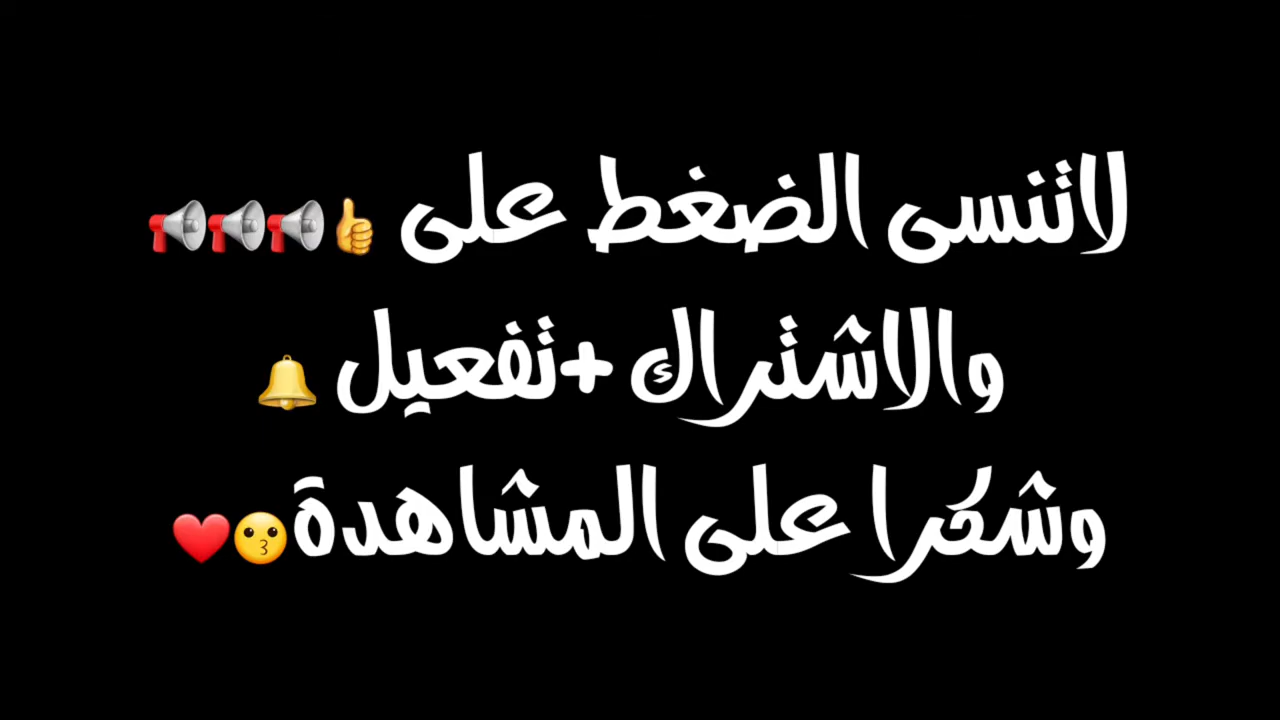 لاتنسى الضغط على 👍📢📢📢
والاشتراك +تفعيل 🔔
وشكرا على المشاهدة😗❤️